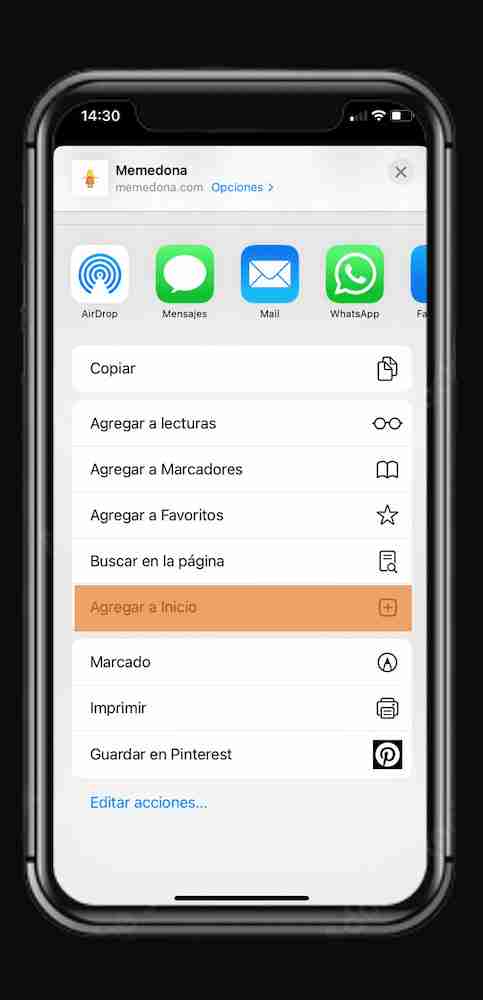 14:30
Memedona
memedona.com Opciones >
AirDrop
Mensajes
Mail
WhatsApp
Fa
Copiar
Agregar a lecturas
Agregar a Marcadores
Agregar a Favoritos
Buscar en la página
Agregar a Inicio
Marcado
Imprimir
Guardar en Pinterest
Editar acciones...